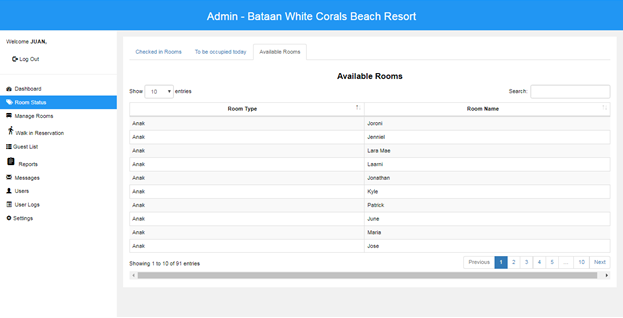 Admin - Bataan White Corals Beach Resort
Welcome JUAN,
Log Out
Dashboard
Room Status
Manage Rooms
Walk in Reservation
Guest List
Reports
Messages
Users
User Logs
Settings
Checked in Rooms To be occupied today Available Rooms
Available Rooms
Show 10 entries Search:
Room Type Room Name
Anak Joroni
Anak Jenniel
Anak Lara Mae
Anak Learni
Anak Jonathan
Anak Kyle
Anak Patrick
Anak June
Anak Maria
Anak Jose
Showing 1 to 10 of 91 entries Previous 1 2 3 4 5 ... 10 Next